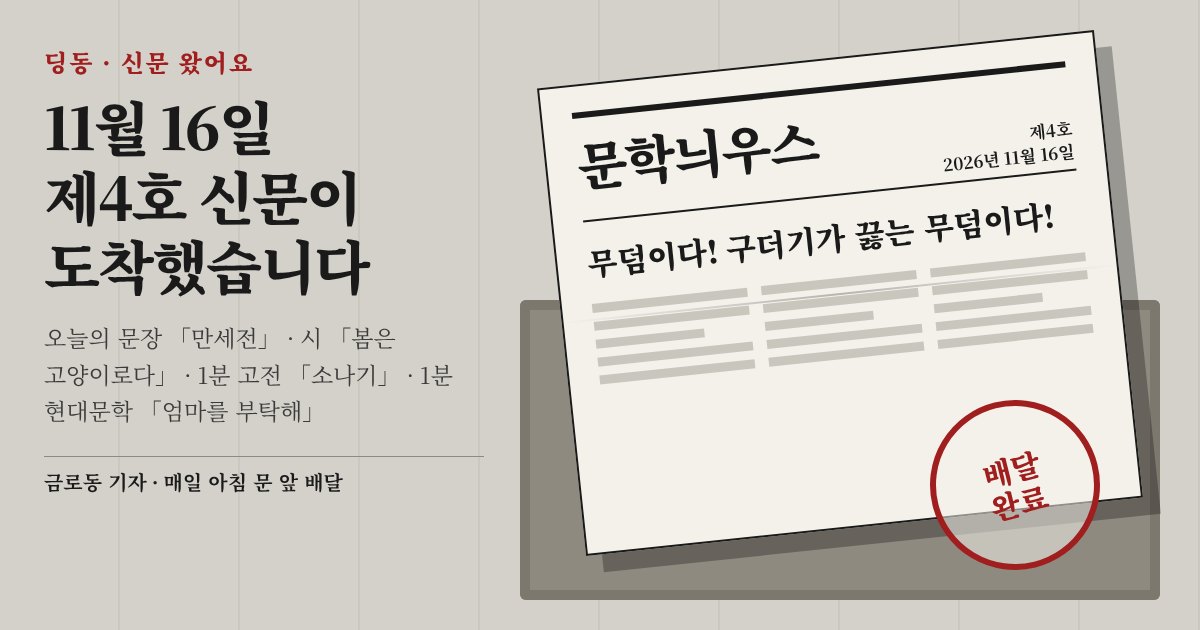 딩동 · 신문 왔어요
11월 16일
제4호 신문이
도착했습니다
오늘의 문장 「만세전」 · 시 「봄은
고양이로다」 · 1분 고전 「소나기」 · 1분
현대문학 「엄마를 부탁해」
금로동 기자 · 매일 아침 문 앞 배달
문학늬우스
제4호
2026년 11월 16일
무덤이다! 구더기가 끓는 무덤이다!
배달
완료